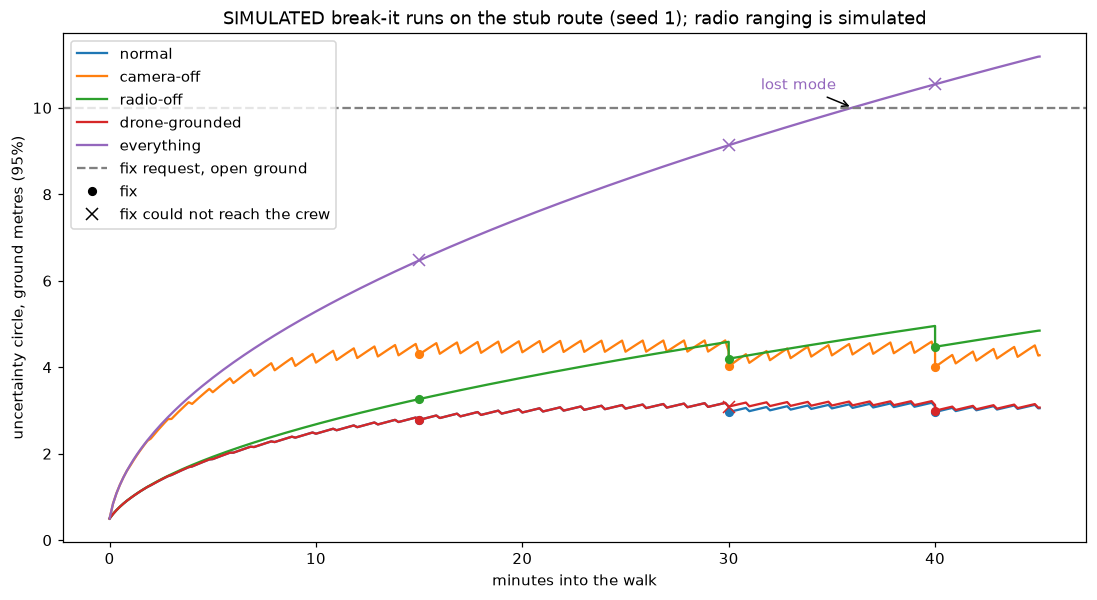 SIMULATED break-it runs on the stub route (seed 1); radio ranging is simulated
normal
camera-off
radio-off
drone-grounded
everything
fix request, open ground
fix
fix could not reach the crew
lost mode
uncertainty circle, ground metres (95%)
10
8
6
4
2
0
0
10
20
30
40
minutes into the walk